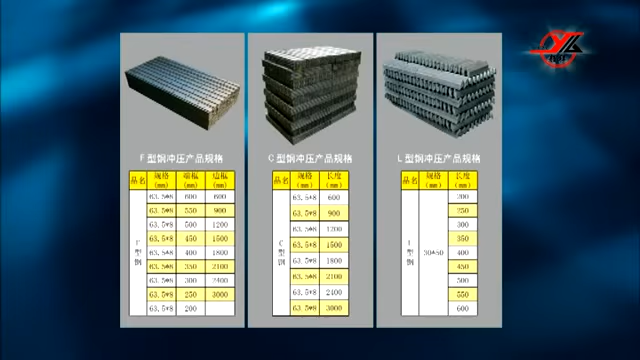 F型钢冲压产品规格
品名 规格(mm) 端框(mm) 边框(mm)
F型钢
63.5*8 600 600
63.5*8 550 900
63.5*8 500 1200
63.5*8 450 1500
63.5*8 400 1800
63.5*8 350 2100
63.5*8 300 2400
63.5*8 250 3000
63.5*8 200
C型钢冲压产品规格
品名 规格(mm) 长度(mm)
C型钢
63.5*8 600
63.5*8 900
63.5*8 1200
63.5*8 1500
63.5*8 1800
63.5*8 2100
63.5*8 2400
63.5*8 3000
L型钢冲压产品规格
品名 规格(mm) 长度(mm)
L型钢 30*50
200
250
300
350
400
450
500
550
600